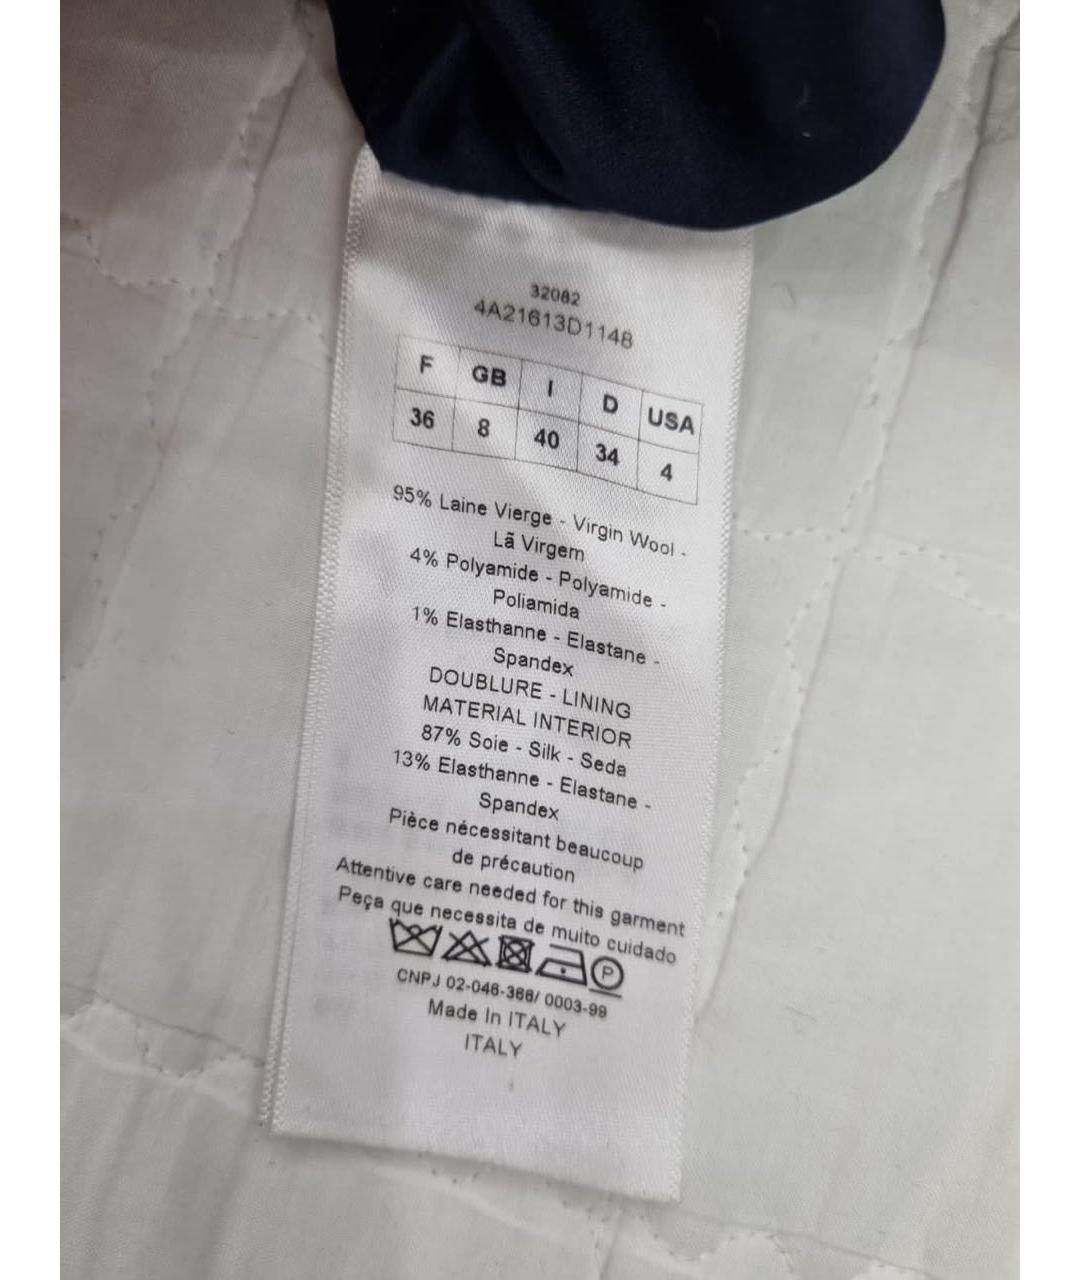 32082
4A21613D1148
F GB I D USA
36 8 40 34 4
95% Laine Vierge - Virgin Wool -
Lã Virgem
4% Polyamide - Polyamide -
Poliamida
1% Elasthanne - Elastane -
Spandex
DOUBLURE - LINING
MATERIAL INTERIOR
87% Soie - Silk - Seda
13% Elasthanne - Elastane -
Spandex
Pièce nécessitant beaucoup
de précaution
Attentive care needed for this garment
Peça que necessita de muito cuidado
P
CNPJ 02-046-368/ 0003-99
Made In ITALY
ITALY